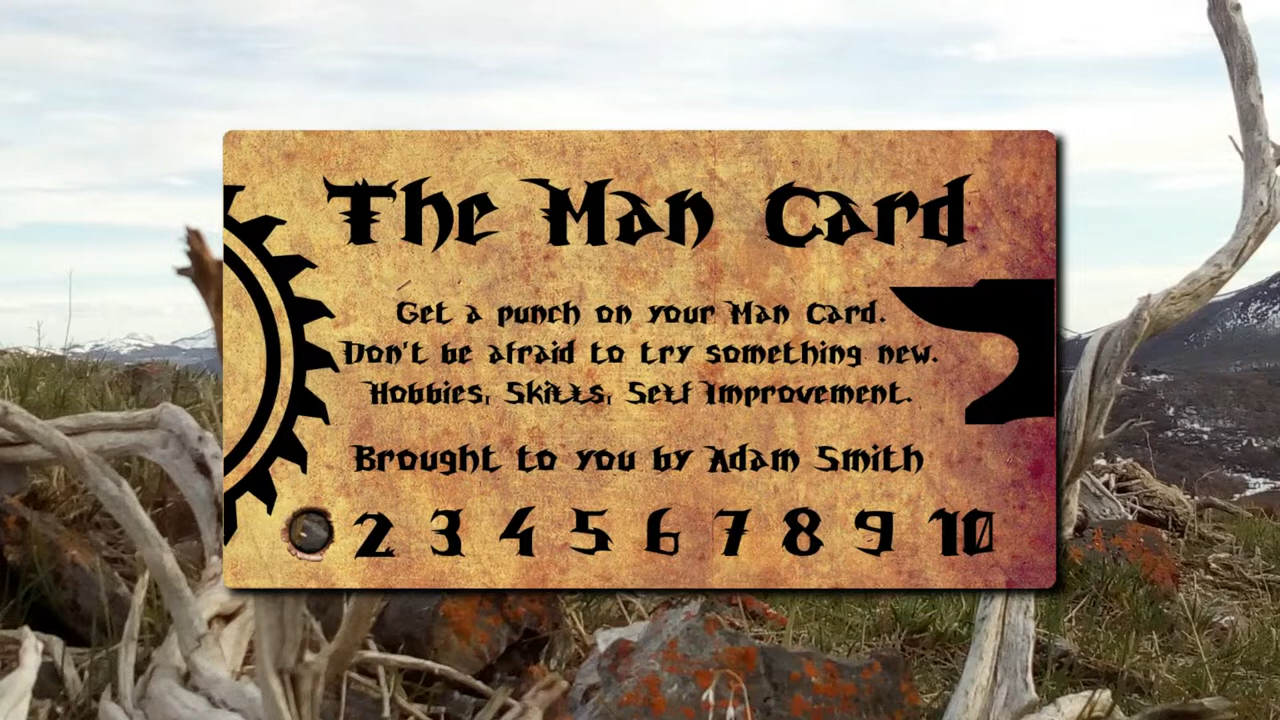 The Man Card
Get a punch on your Man Card.
Don't be afraid to try something new.
Hobbies, Skills, Self Improvement.
Brought to you by Adam Smith
2 3 4 5 6 7 8 9 10